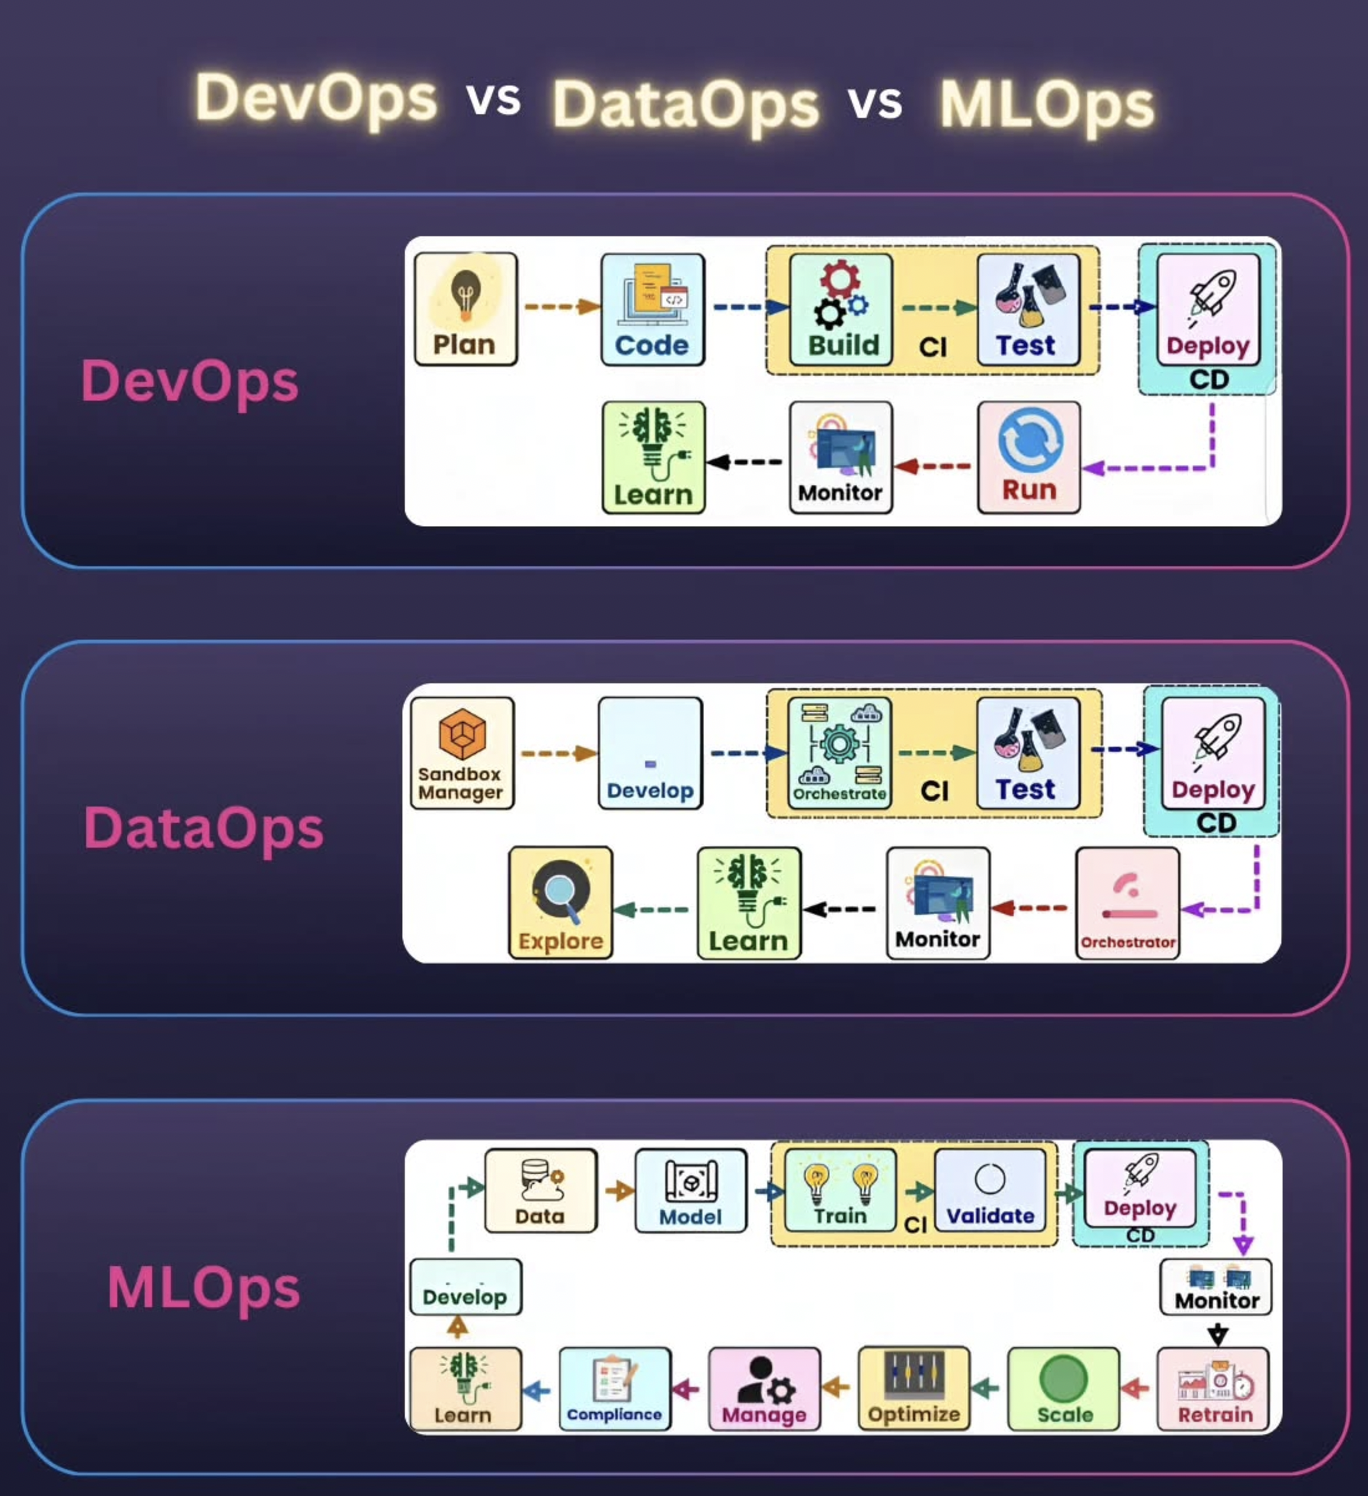 DevOps vs DataOps vs MLOps
DevOps
Plan
Code
</>
Build
CI
Test
Deploy
CD
Learn
Monitor
Run
DataOps
Sandbox
Manager
Develop
Orchestrate
CI
Test
Deploy
CD
Explore
Learn
Monitor
Orchestrator
MLOps
Data
Model
Train
CI
Validate
Deploy
CD
Develop
Monitor
Learn
Compliance
Manage
Optimize
Scale
Retrain